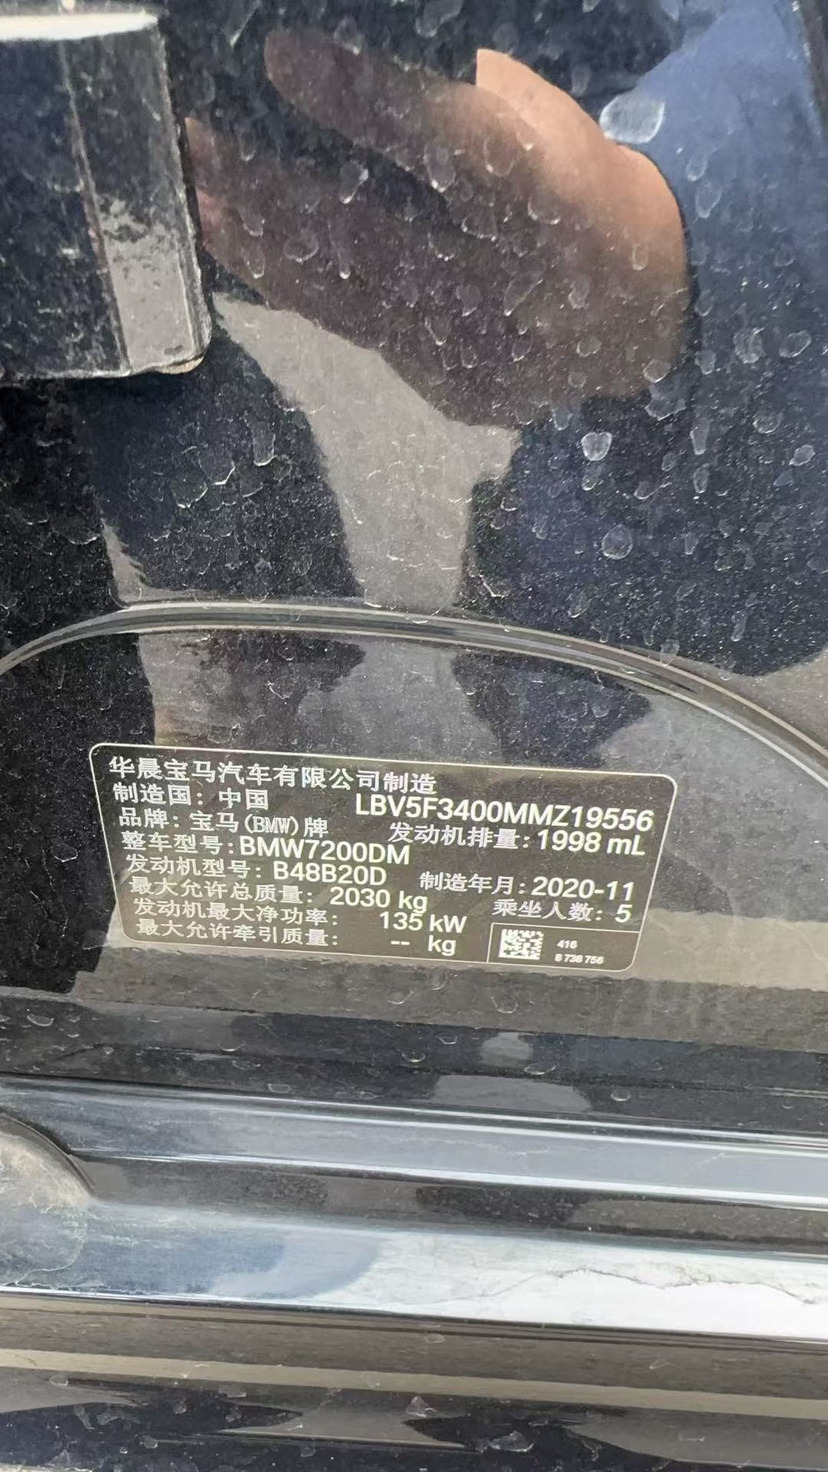 华晨宝马汽车有限公司制造
制造国: 中国 LBV5F3400MMZ19556
品牌: 宝马(BMW)牌 发动机排量: 1998 mL
整车型号: BMW7200DM
发动机型号: B48B20D 制造年月: 2020-11
最大允许总质量: 2030 kg 乘坐人数: 5
发动机最大净功率: 135 kW
最大允许牵引质量: -- kg
416
8 736 756